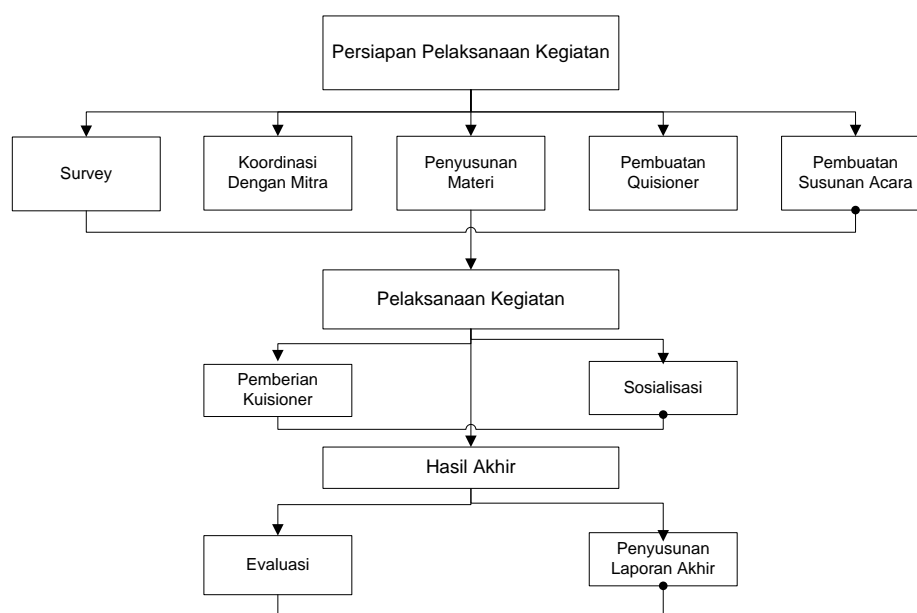 Persiapan Pelaksanaan Kegiatan
Survey
Koordinasi
Dengan Mitra
Penyusunan
Materi
Pembuatan
Quisioner
Pembuatan
Susunan Acara
Pelaksanaan Kegiatan
Pemberian
Kuisioner
Sosialisasi
Hasil Akhir
Evaluasi
Penyusunan
Laporan Akhir